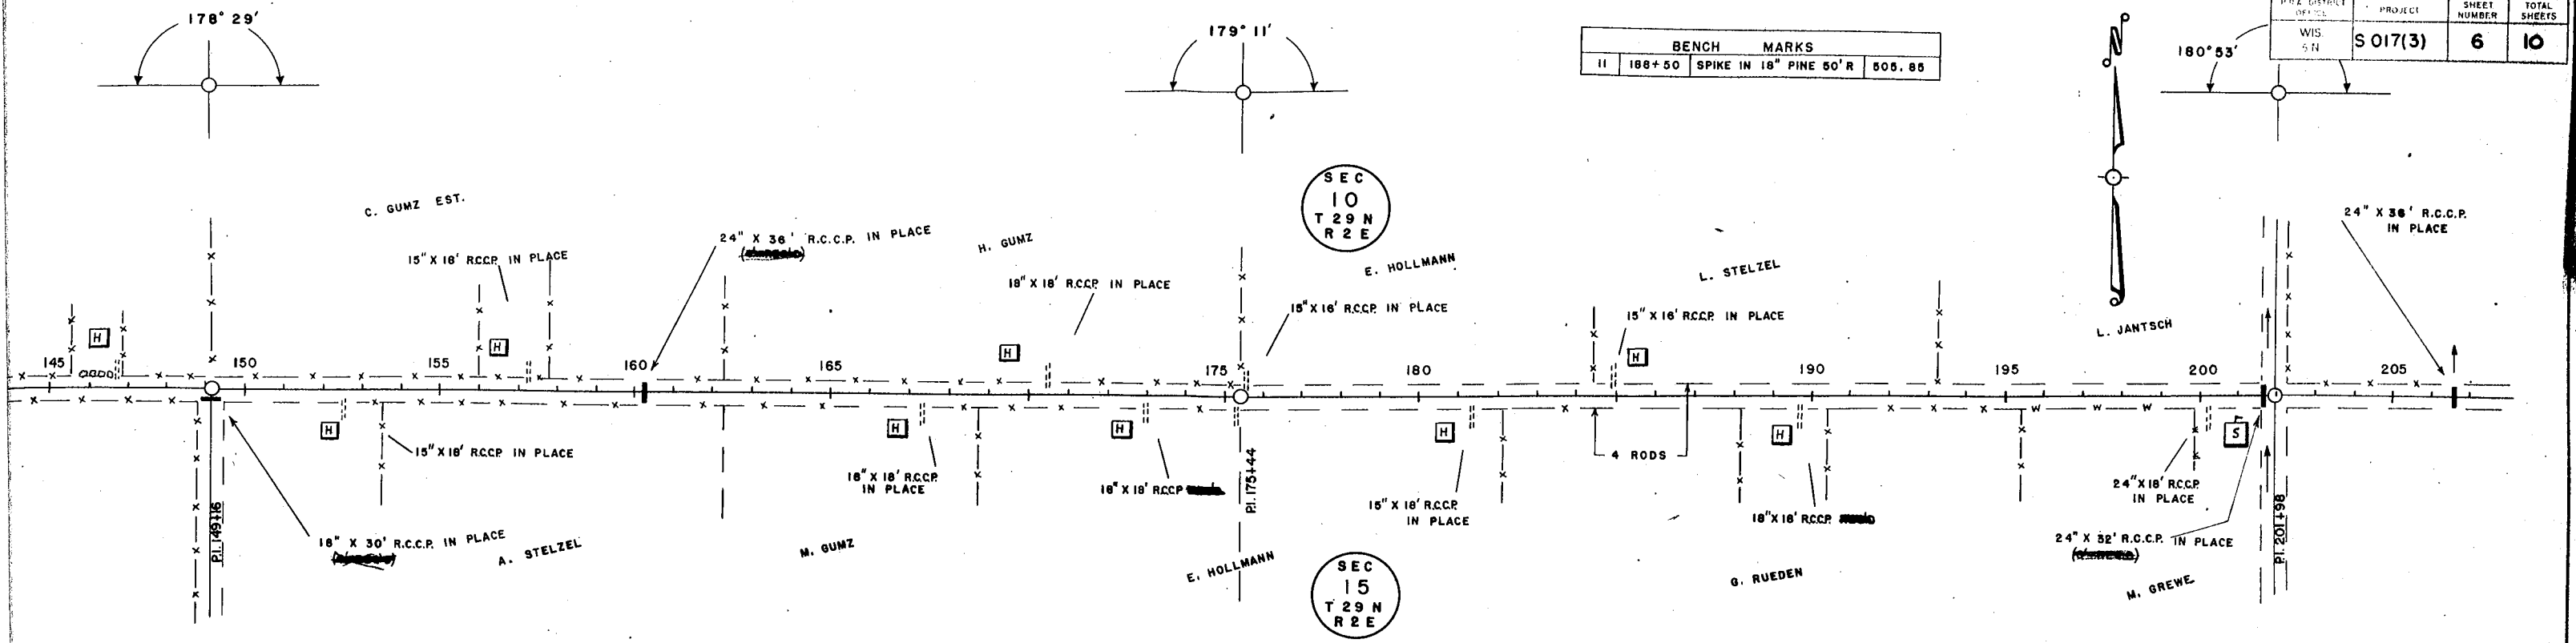 178° 29'
179° 11'
180° 53'
BENCH MARKS
11 188+50 SPIKE IN 18" PINE 50' R 505.85
PROJECT SHEET NUMBER TOTAL SHEETS
WIS. S 017(3) 6 10
N
SEC
10
T 29 N
R 2 E
C. GUMZ EST.
24" X 36' R.C.C.P. IN PLACE
H. GUMZ
E. HOLLMANN
L. STELZEL
L. JANTSCH
24" X 36' R.C.C.P.
IN PLACE
15" X 18' R.C.C.P. IN PLACE
18" X 18' R.C.C.P. IN PLACE
15" X 16' R.C.C.P. IN PLACE
15" X 16' R.C.C.P. IN PLACE
H
H
H
H
145 150 155 160 165 175 180 190 195 200 205
H
H
H
H
H
S
15" X 18' R.C.C.P. IN PLACE
4 RODS
18" X 18' R.C.C.P.
IN PLACE
18" X 18' R.C.C.P.
15" X 18' R.C.C.P.
IN PLACE
18" X 18' R.C.C.P.
24" X 18' R.C.C.P.
IN PLACE
P.I. 149+16
P.I. 175+44
P.I. 201+98
18" X 30' R.C.C.P. IN PLACE
24" X 32' R.C.C.P. IN PLACE
A. STELZEL
M. GUMZ
E. HOLLMANN
G. RUEDEN
M. GREWE
SEC
15
T 29 N
R 2 E